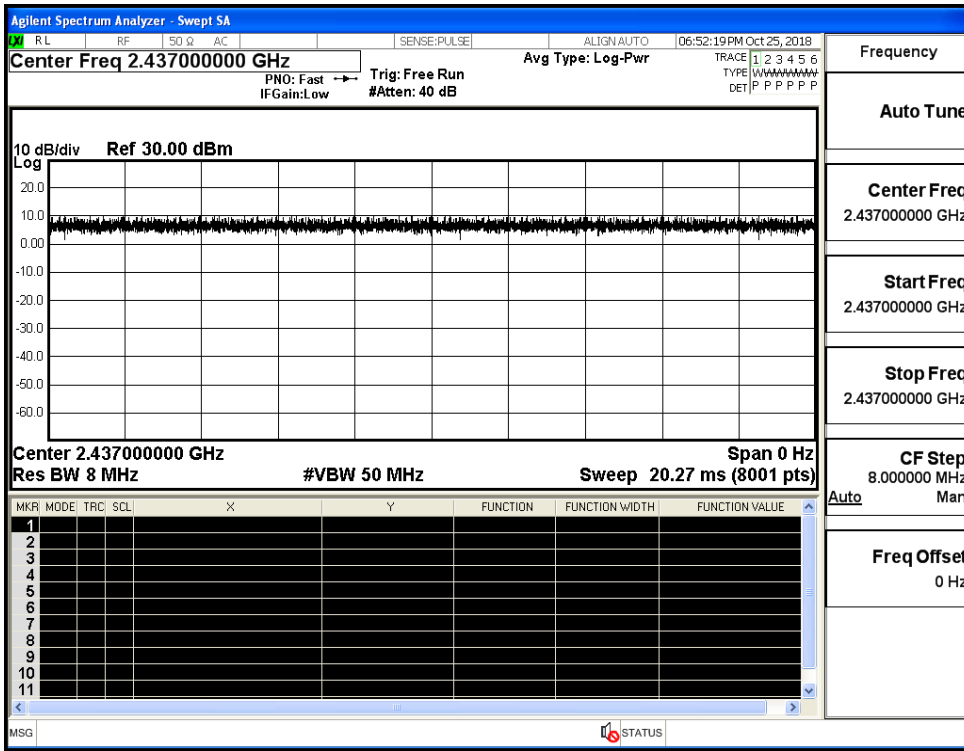 Agilent Spectrum Analyzer - Swept SA
LXI RL RF 50 Ω AC SENSE:PULSE ALIGN AUTO 06:52:19 PM Oct 25, 2018
Center Freq 2.437000000 GHz
PNO: Fast
IFGain:Low
Trig: Free Run
#Atten: 40 dB
Avg Type: Log-Pwr
TRACE 1 2 3 4 5 6
TYPE WWWWWW
DET P P P P P P
10 dB/div Ref 30.00 dBm
Log
20.0
10.0
0.00
-10.0
-20.0
-30.0
-40.0
-50.0
-60.0
Center 2.437000000 GHz Span 0 Hz
Res BW 8 MHz #VBW 50 MHz Sweep 20.27 ms (8001 pts)
MKR MODE TRC SCL X Y FUNCTION FUNCTION WIDTH FUNCTION VALUE
1
2
3
4
5
6
7
8
9
10
11
MSG STATUS
Frequency
Auto Tune
Center Freq
2.437000000 GHz
Start Freq
2.437000000 GHz
Stop Freq
2.437000000 GHz
CF Step
8.000000 MHz
Auto Man
Freq Offset
0 Hz